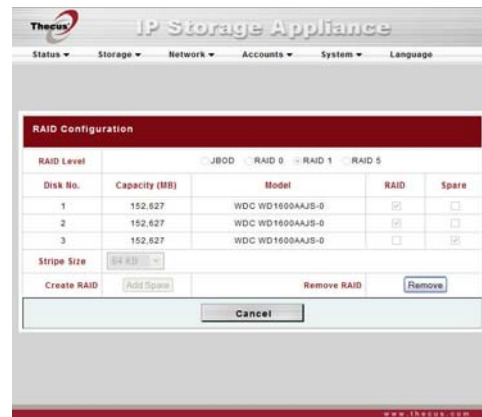 Thecus
IP Storage Appliance
Status Storage Network Accounts System Language
RAID Configuration
RAID Level JBOD RAID 0 RAID 1 RAID 5
Disk No. Capacity (MB) Model RAID Spare
1 152,627 WDC WD1600AAJS-0
2 152,627 WDC WD1600AAJS-0
3 152,627 WDC WD1600AAJS-0
Stripe Size 64 KB
Create RAID Add Spare Remove RAID Remove
Cancel
www.thecus.com